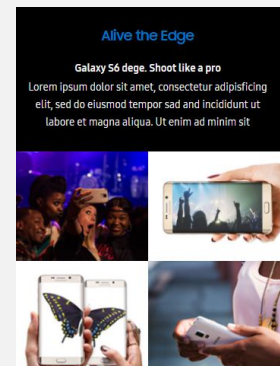 Alive the Edge
Galaxy S6 dege. Shoot like a pro
Lorem ipsum dolor sit amet, consectetur adipisificing
elit, sed do eiusmod tempor sad and incididunt ut
labore et magna aliqua. Ut enim ad minim sit